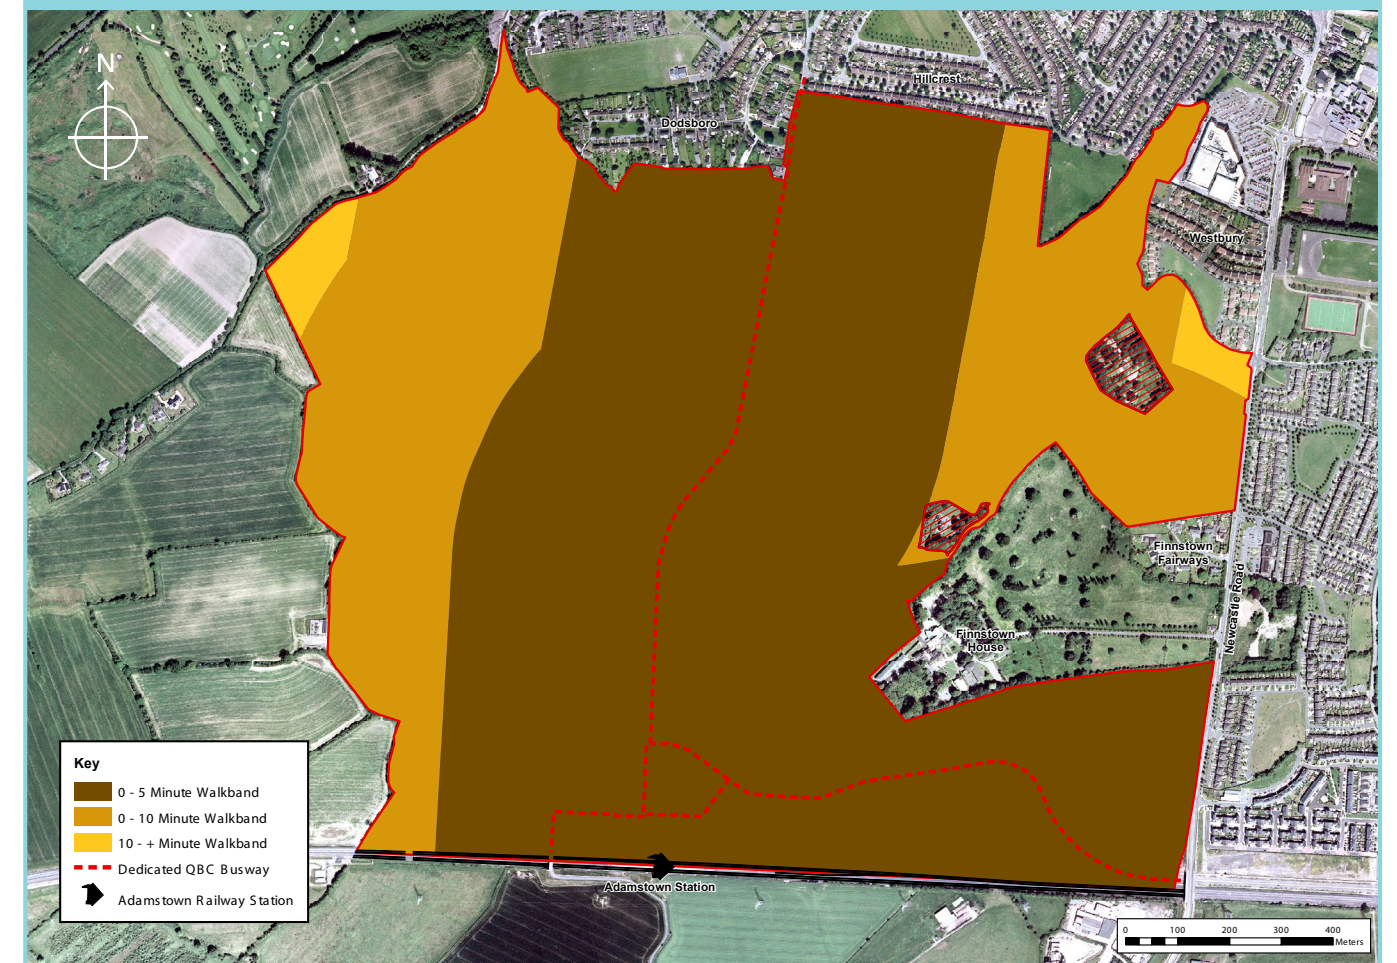 N
Hillcrest
Dodsboro
Westbury
Finnstown
Fairways
Newcastle Road
Finnstown
House
Key
0 - 5 Minute Walkband
0 - 10 Minute Walkband
10 - + Minute Walkband
Dedicated QBC Busway
Adamstown Railway Station
Adamstown Station
0 100 200 300 400
Meters